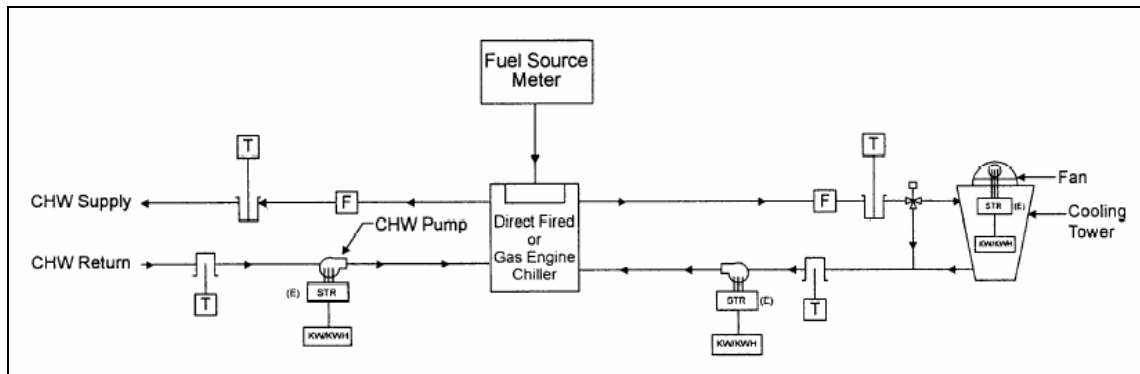 Fuel Source
Meter
T
T
Fan
CHW Supply
F
F
STR
(E)
Cooling
Tower
CHW Pump
Direct Fired
or
Gas Engine
Chiller
KW/KWH
CHW Return
T
(E)
STR
STR
(E)
T
KW/KWH
KW/KWH